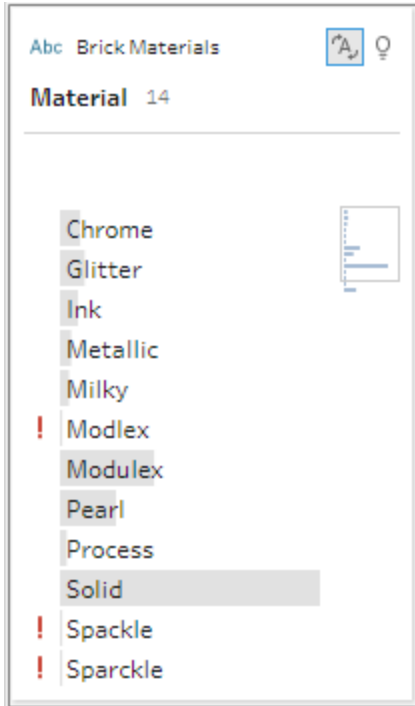 Abc Brick Materials
Material 14
Chrome
Glitter
Ink
Metallic
Milky
! Modlex
Modulex
Pearl
Process
Solid
! Spackle
! Sparckle